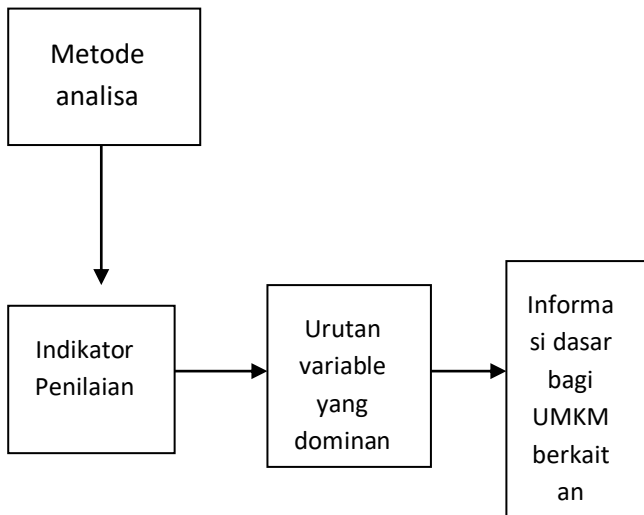 Metode
analisa
Indikator
Penilaian
Urutan
variable
yang
dominan
Informa
si dasar
bagi
UMKM
berkait
an